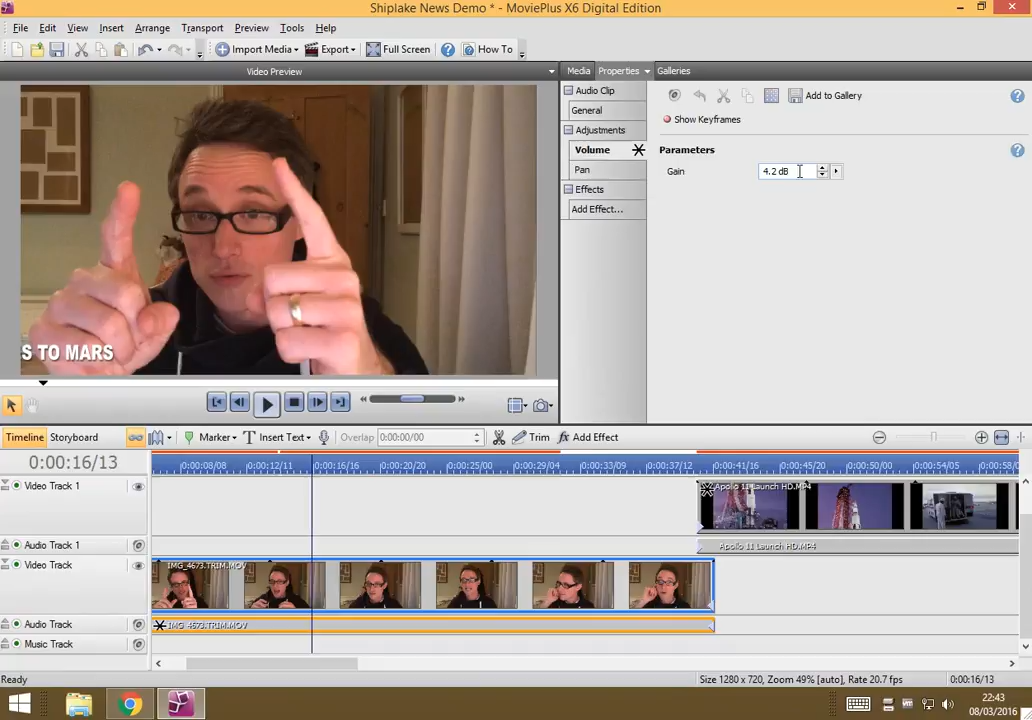 Shiplake News Demo * - MoviePlus X6 Digital Edition
File Edit View Insert Arrange Transport Preview Tools Help
Import Media Export Full Screen How To
Video Preview
Media Properties Galleries
Audio Clip
General
Adjustments
Volume
Pan
Effects
Add Effect...
Add to Gallery
Show Keyframes
Parameters
Gain 4.2 dB
S TO MARS
Timeline Storyboard Marker Insert Text Overlap 0:00:00/00 Trim fx Add Effect
0:00:16/13
0:00:08/08 0:00:12/11 0:00:16/16 0:00:20/20 0:00:25/00 0:00:29/04 0:00:33/09 0:00:37/12 0:00:41/16 0:00:45/20 0:00:50/00 0:00:54/05 0:00:58/0
Video Track 1
Apollo 11 Launch HD.MP4
Audio Track 1
Apollo 11 Launch HD.MP4
Video Track
IMG_4673.TRIM.MOV
Audio Track
IMG_4673.TRIM.MOV
Music Track
Ready
Size 1280 x 720, Zoom 49% [auto], Rate 20.7 fps
0:00:16/13
22:43
08/03/2016